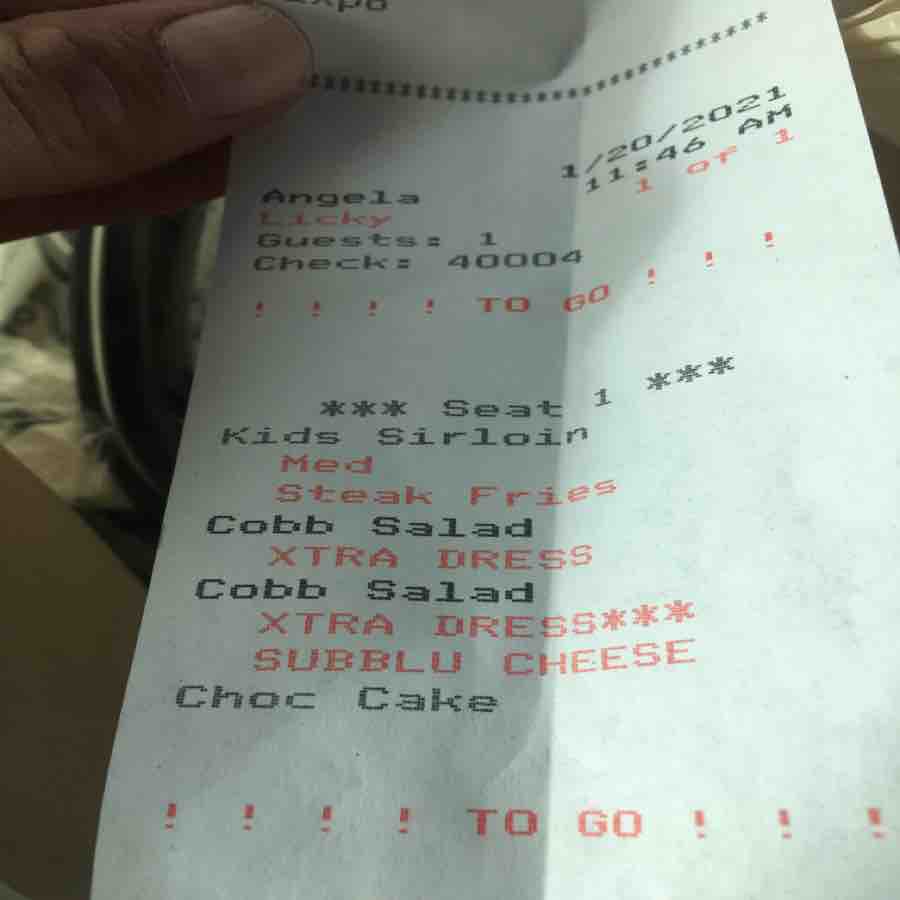 Expo
*********************************
1/20/2021
11:46 AM
1 of 1
Angela
Licky
Guests: 1
Check: 40004
! ! ! ! TO GO ! ! !
*** Seat 1 ***
Kids Sirloin
Med
Steak Fries
Cobb Salad
XTRA DRESS
Cobb Salad
XTRA DRESS***
SUBBLU CHEESE
Choc Cake
! ! ! ! TO GO ! ! !